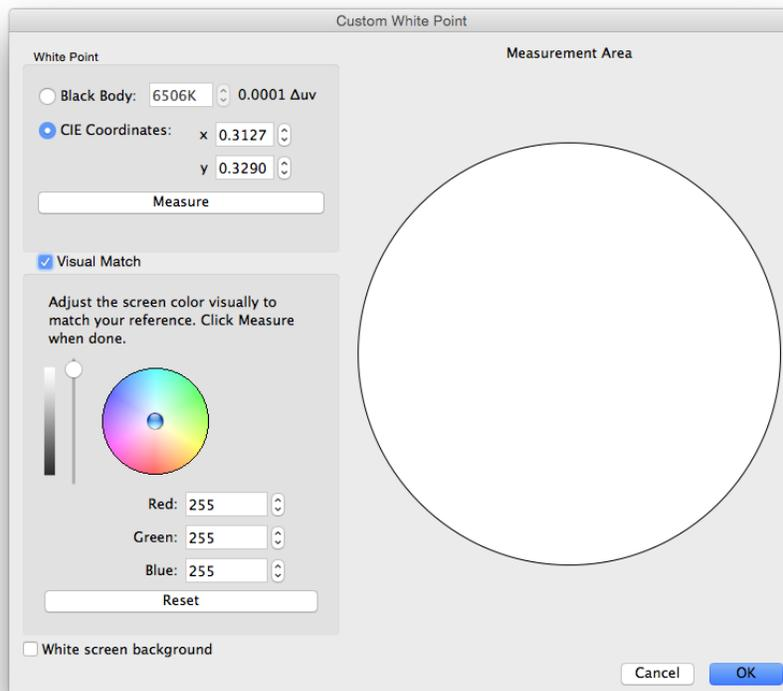 Custom White Point
White Point
Measurement Area
Black Body: 6506K 0.0001 Δuv
CIE Coordinates: x 0.3127
y 0.3290
Measure
Visual Match
Adjust the screen color visually to
match your reference. Click Measure
when done.
Red: 255
Green: 255
Blue: 255
Reset
White screen background
Cancel OK